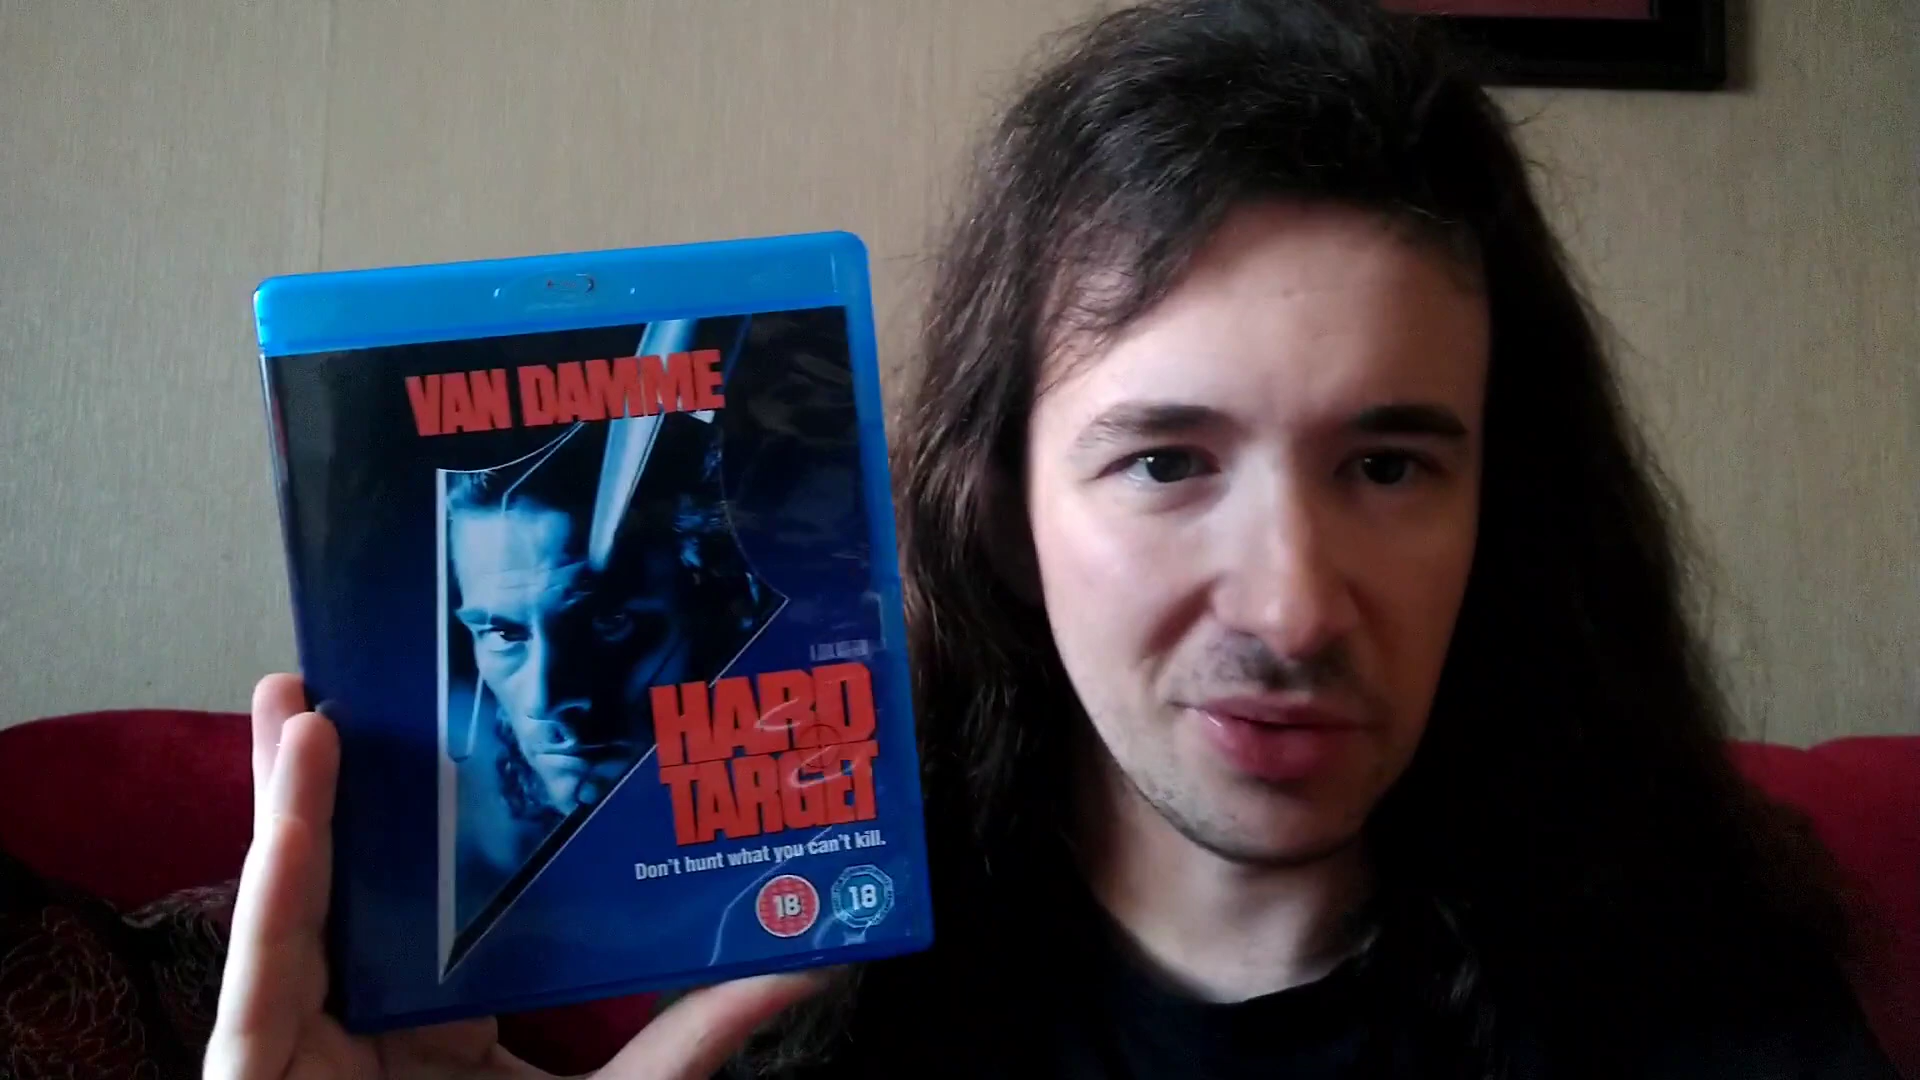 VAN DAMME
HARD
TARGET
Don't hunt what you can't kill.
18 18